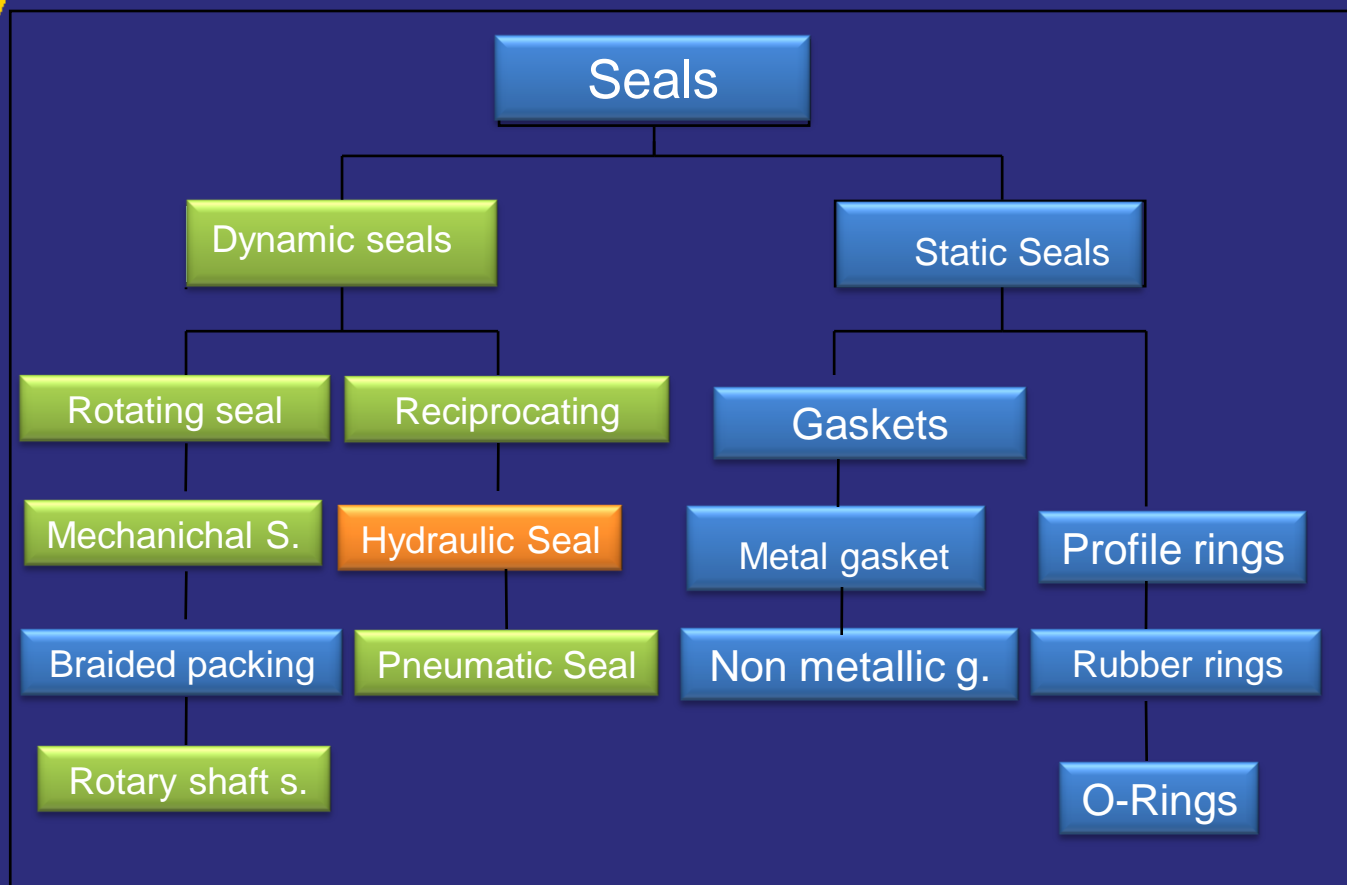 Seals
Dynamic seals
Static Seals
Rotating seal
Reciprocating
Gaskets
Mechanichal S.
Hydraulic Seal
Metal gasket
Profile rings
Braided packing
Pneumatic Seal
Non metallic g.
Rubber rings
Rotary shaft s.
O-Rings